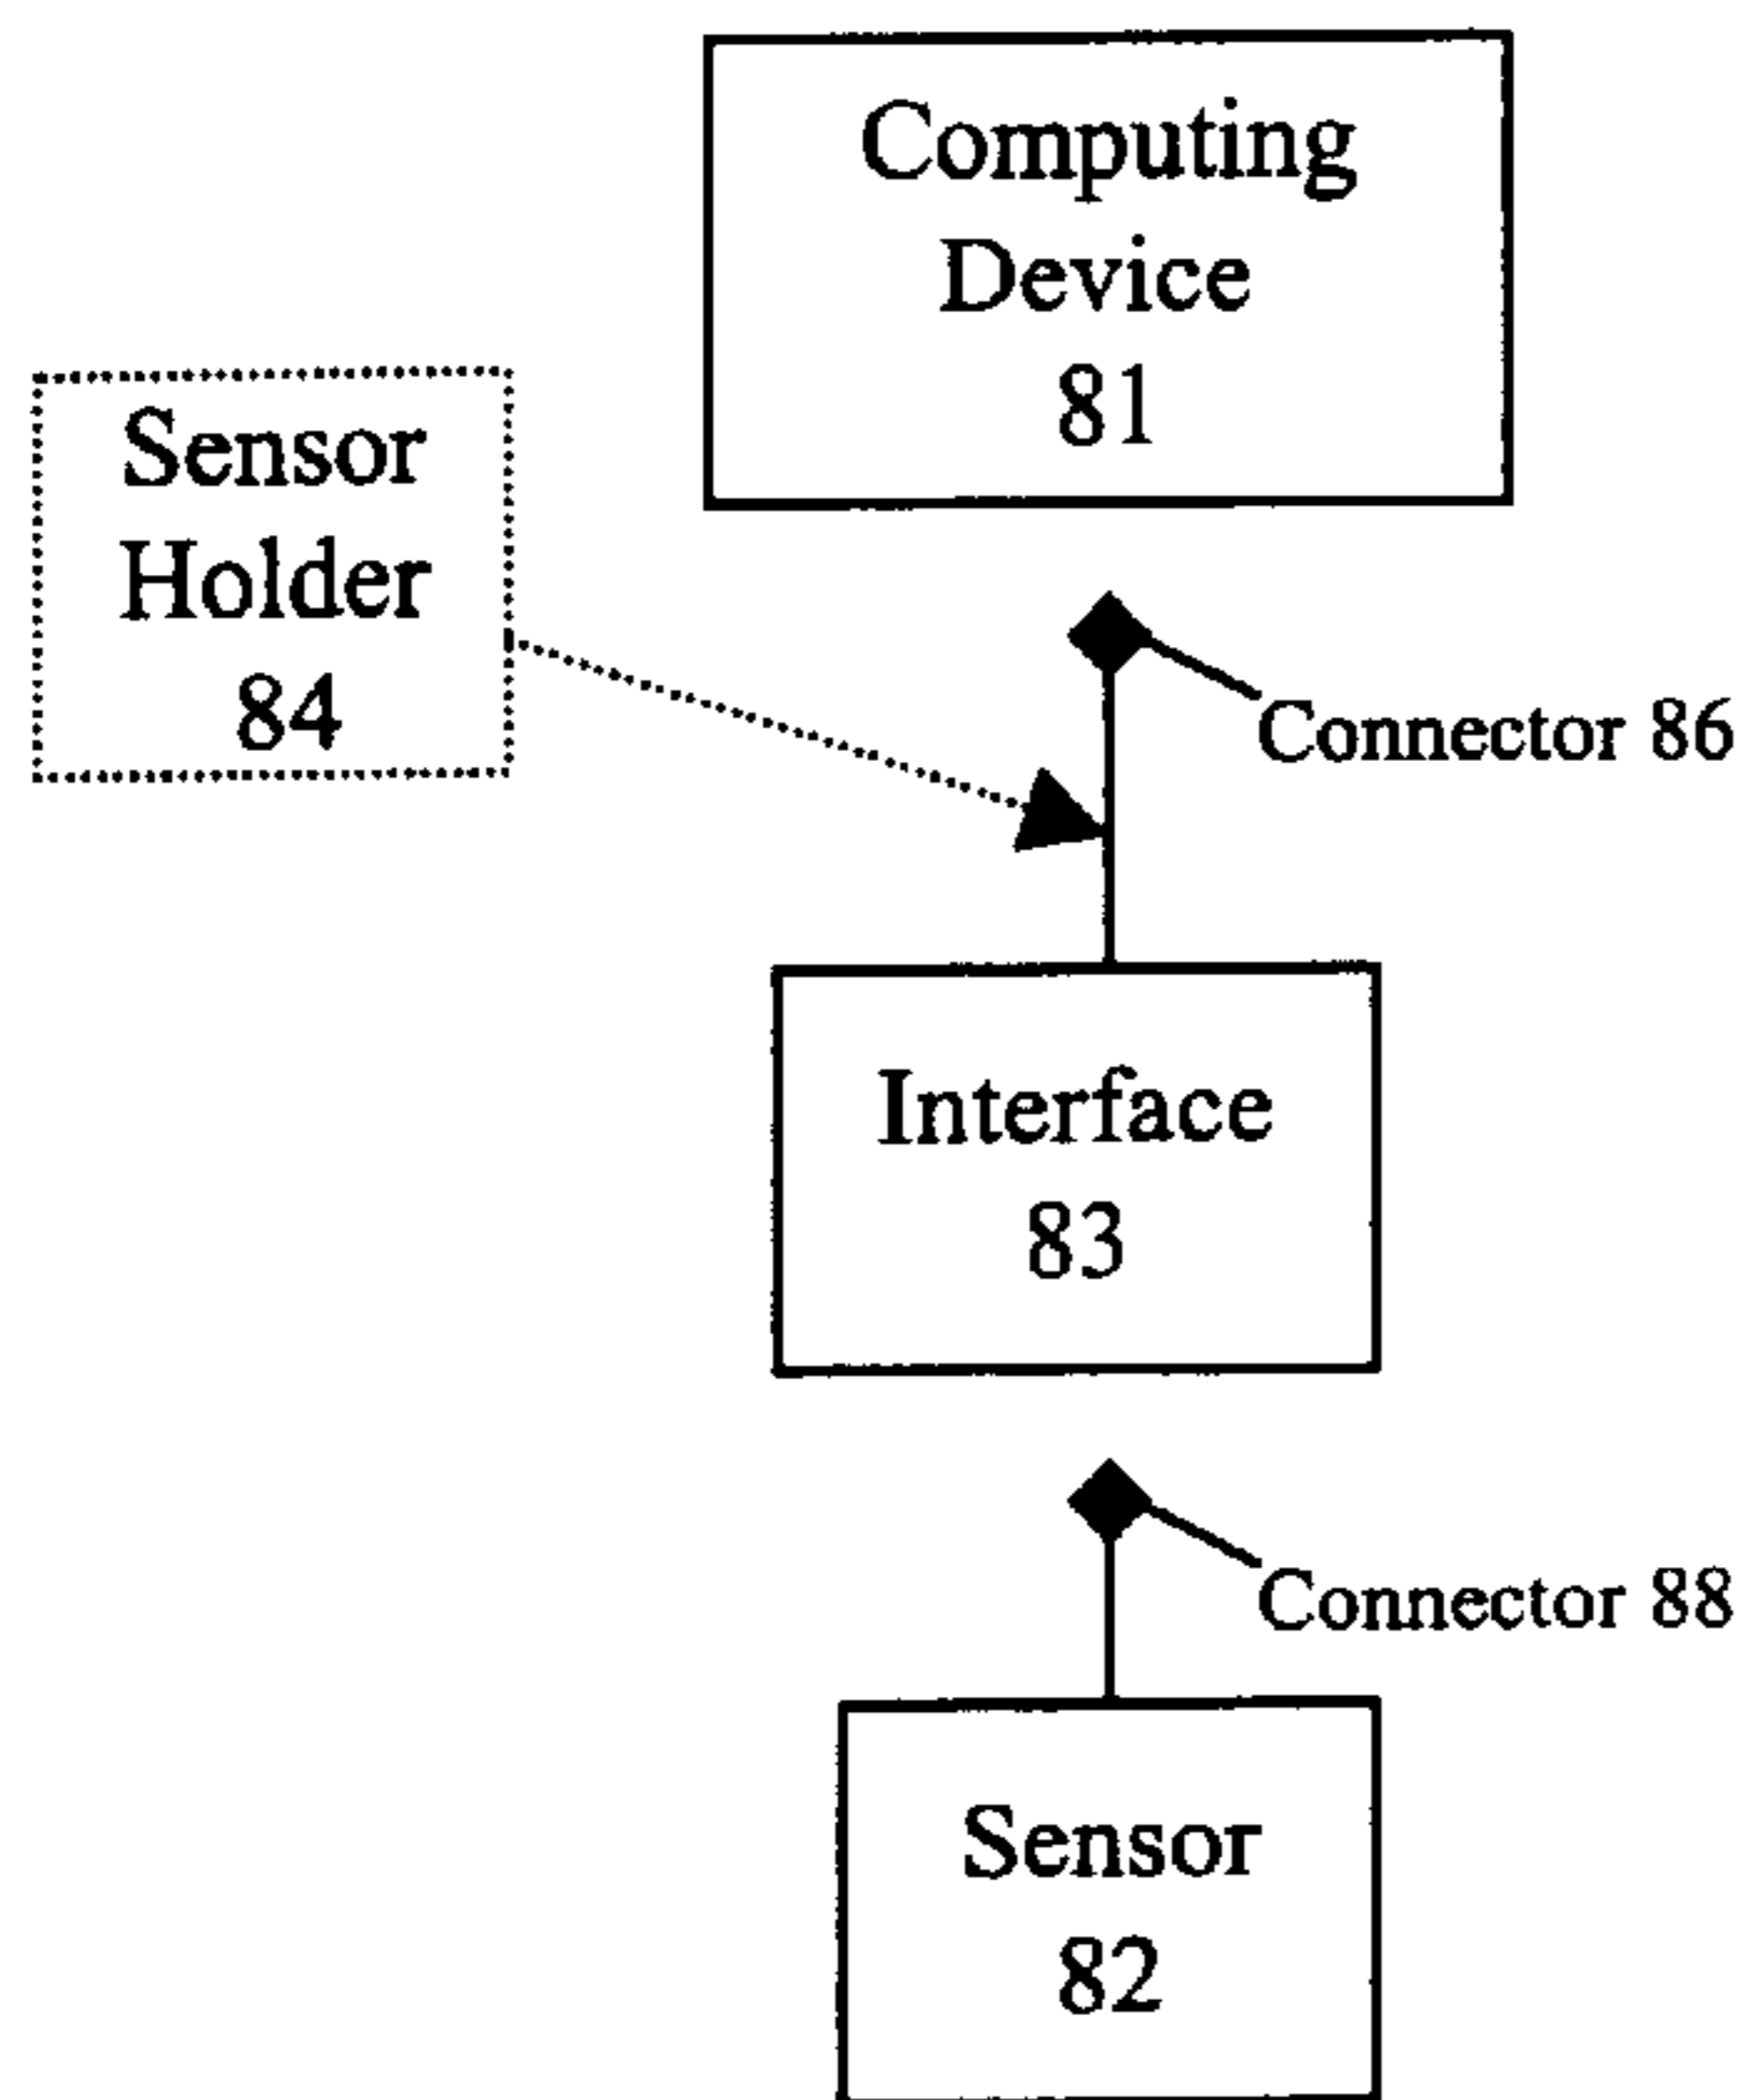 Computing
Device
81
Sensor
Holder
84
Connector 86
Interface
83
Connector 88
Sensor
82